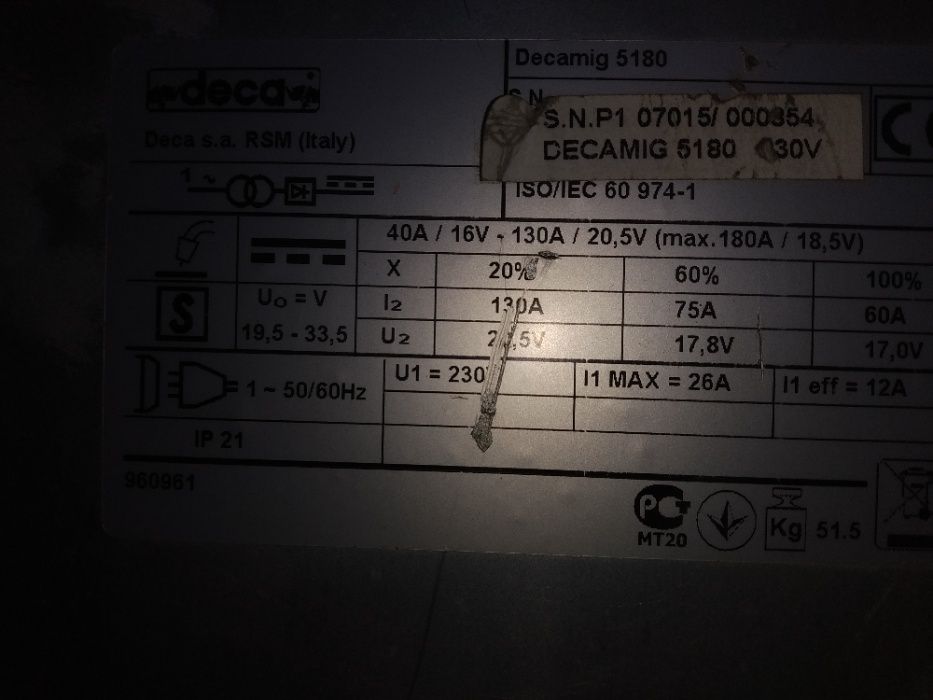 deca
Decamig 5180
Deca s.a. RSM (Italy)
S.N.
S.N.P1 07015/ 000354
DECAMIG 5180 30V
1 ~
ISO/IEC 60 974-1
40A / 16V - 130A / 20,5V (max.180A / 18,5V)
X 20% 60% 100%
S U0 = V I2 130A 75A 60A
19,5 - 33,5 U2 17,8V 17,0V
1 ~ 50/60Hz U1 = 230 I1 MAX = 26A I1 eff = 12A
IP 21
960961
MT20 Kg 51.5